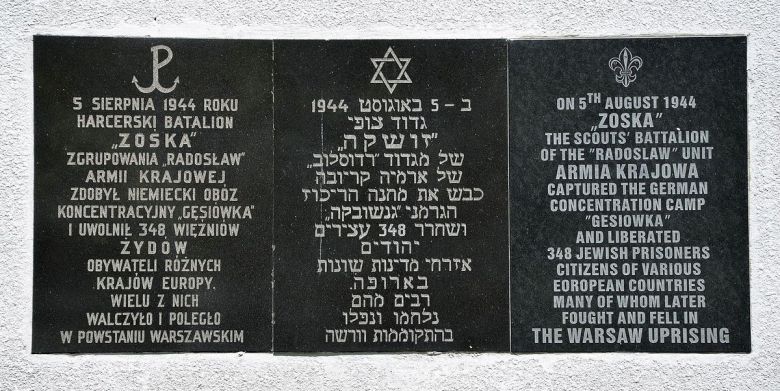 5 SIERPNIA 1944 ROKU
HARCERSKI BATALION
„ZOŚKA”
ZGRUPOWANIA „RADOSŁAW”
ARMII KRAJOWEJ
ZDOBYŁ NIEMIECKI OBÓZ
KONCENTRACYJNY „GĘSIÓWKA”
I UWOLNIŁ 348 WIĘŹNIÓW
ŻYDÓW
OBYWATELI RÓŻNYCH
KRAJÓW EUROPY.
WIELU Z NICH
WALCZYŁO I POLEGŁO
W POWSTANIU WARSZAWSKIM
ב – 5 באוגוסט 1944
גדוד צופי
„זושקה”
של מגדוד „רדוסלוב”
של ארמיה קריובה
כבש את מחנה הריכוז
הגרמני „גנשובקה”
ושחרר 348 עצירים
יהודים
אזרחי מדינות שונות
באירופה.
רבים מהם
נלחמו ונפלו
בהתקוממות וורשה
ON 5TH AUGUST 1944
„ZOSKA”
THE SCOUTS' BATTALION
OF THE "RADOSLAW" UNIT
ARMIA KRAJOWA
CAPTURED THE GERMAN
CONCENTRATION CAMP
"GESIOWKA"
AND LIBERATED
348 JEWISH PRISONERS
CITIZENS OF VARIOUS
EOROPEAN COUNTRIES
MANY OF WHOM LATER
FOUGHT AND FELL IN
THE WARSAW UPRISING